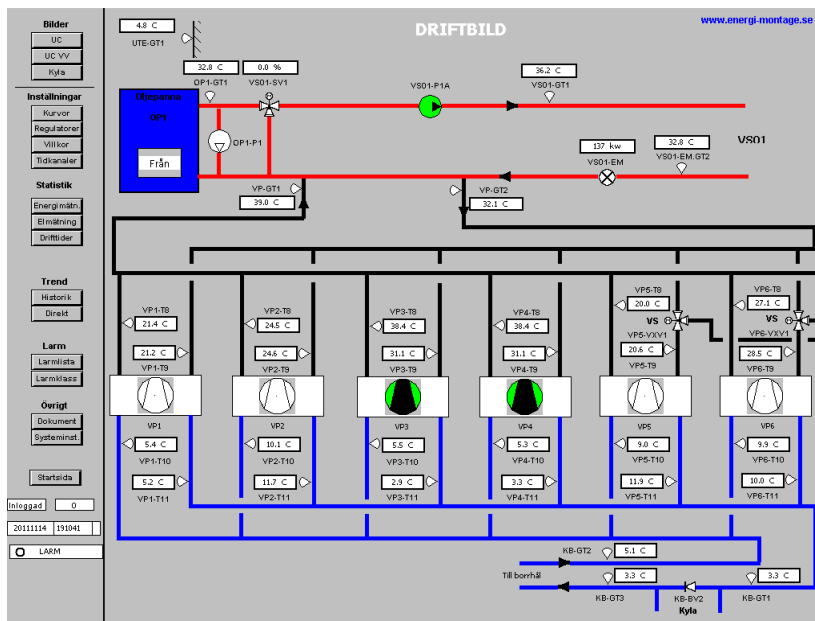 Bilder
UC
UC VV
Kyla
Inställningar
Kurvor
Regulatorer
Villkor
Tidkanaler
Statistik
Energimätn.
Elmätning
Drifttider
Trend
Historik
Direkt
Larm
Larmlista
Larmklass
Övrigt
Dokument
Systeminst.
Startsida
Inloggad 0
20111114 191041
LARM
4.8 C
UTE-GT1
DRIFTBILD
www.energi-montage.se
32.8 C
OP1-GT1
0.0 %
VS01-SV1
VS01-P1A
36.2 C
VS01-GT1
Oljepanna
OP1
Från
OP1-P1
137 kw
VS01-EM
32.8 C
VS01-EM.GT2
VS01
VP-GT1
39.0 C
VP-GT2
32.1 C
VP1-T8
21.4 C
VP2-T8
24.5 C
VP3-T8
38.4 C
VP4-T8
38.4 C
VP5-T8
20.0 C
VP6-T8
27.1 C
VS
VP5-VXV1
VS
VP6-VXV1
21.2 C
VP1-T9
24.6 C
VP2-T9
31.1 C
VP3-T9
31.1 C
VP4-T9
20.6 C
VP5-T9
28.5 C
VP6-T9
VP1
VP2
VP3
VP4
VP5
VP6
5.4 C
VP1-T10
10.1 C
VP2-T10
5.5 C
VP3-T10
5.3 C
VP4-T10
9.0 C
VP5-T10
9.9 C
VP6-T10
5.2 C
VP1-T11
11.7 C
VP2-T11
2.9 C
VP3-T11
3.3 C
VP4-T11
11.9 C
VP5-T11
10.0 C
VP6-T11
KB-GT2
5.1 C
Till borrhål
3.3 C
KB-GT3
KB-BV2
Kyla
3.3 C
KB-GT1